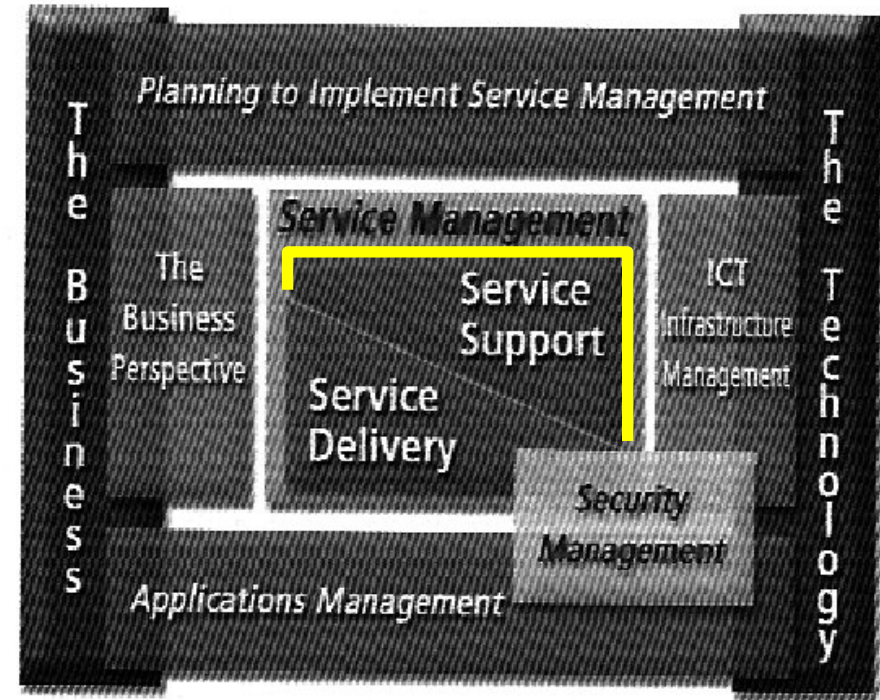 Planning to Implement Service Management
The Business
The Technology
Service Management
The
Business
Perspective
Service
Support
ICT
Infrastructure
Management
Service
Delivery
Security
Management
Applications Management